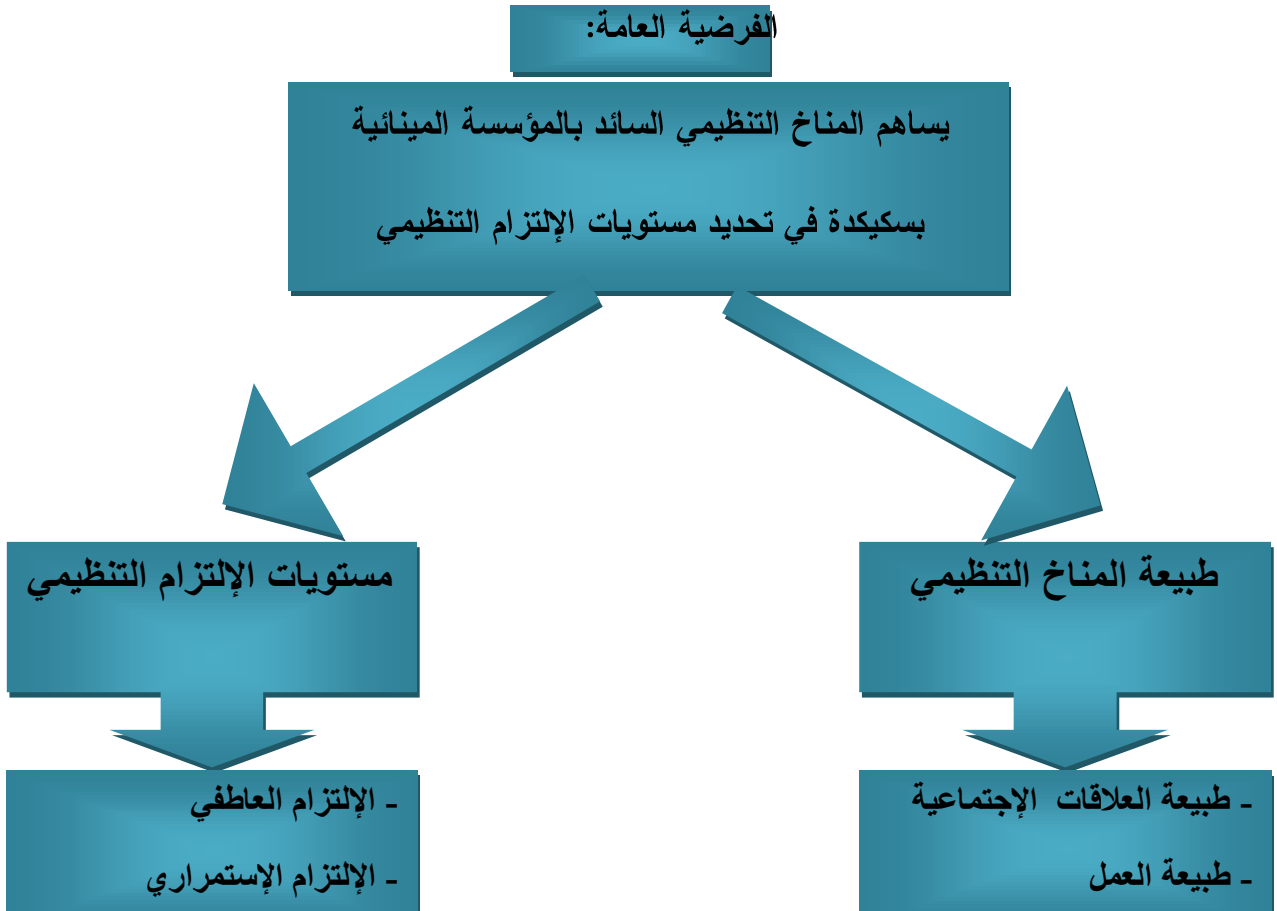 الفرضية العامة:
يساهم المناخ التنظيمي السائد بالمؤسسة المينائية
بسكيكدة في تحديد مستويات الإلتزام التنظيمي
طبيعة المناخ التنظيمي
مستويات الإلتزام التنظيمي
- طبيعة العلاقات الإجتماعية
- طبيعة العمل
- الإلتزام العاطفي
- الإلتزام الإستمراري